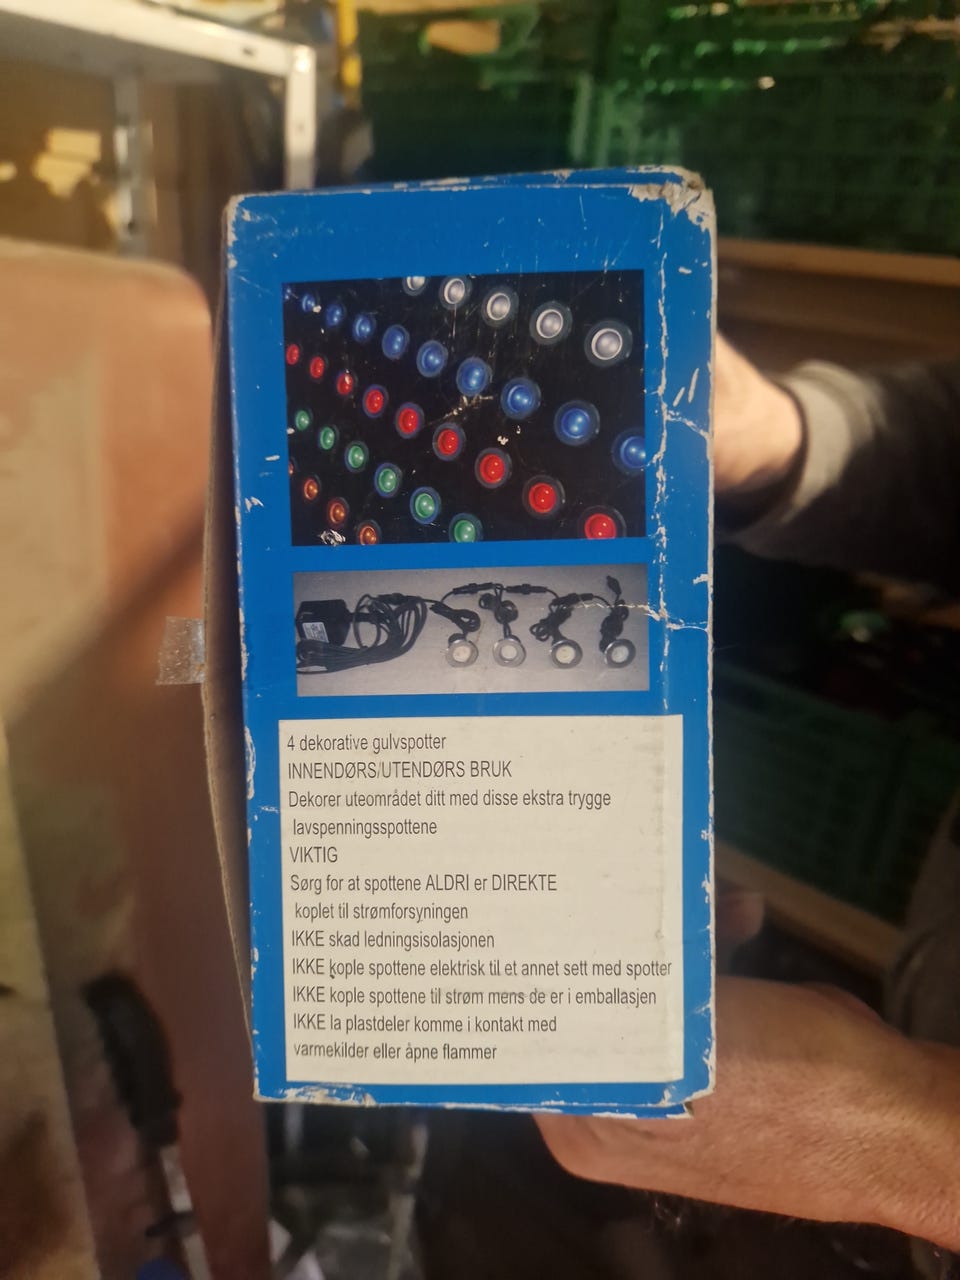 4 dekorative gulvspotter
INNENDØRS/UTENDØRS BRUK
Dekorer uteområdet ditt med disse ekstra trygge
lavspenningsspottene
VIKTIG
Sørg for at spottene ALDRI er DIREKTE
koplet til strømforsyningen
IKKE skad ledningsisolasjonen
IKKE kople spottene elektrisk til et annet sett med spotter
IKKE kople spottene til strøm mens de er i emballasjen
IKKE la plastdeler komme i kontakt med
varmekilder eller åpne flammer